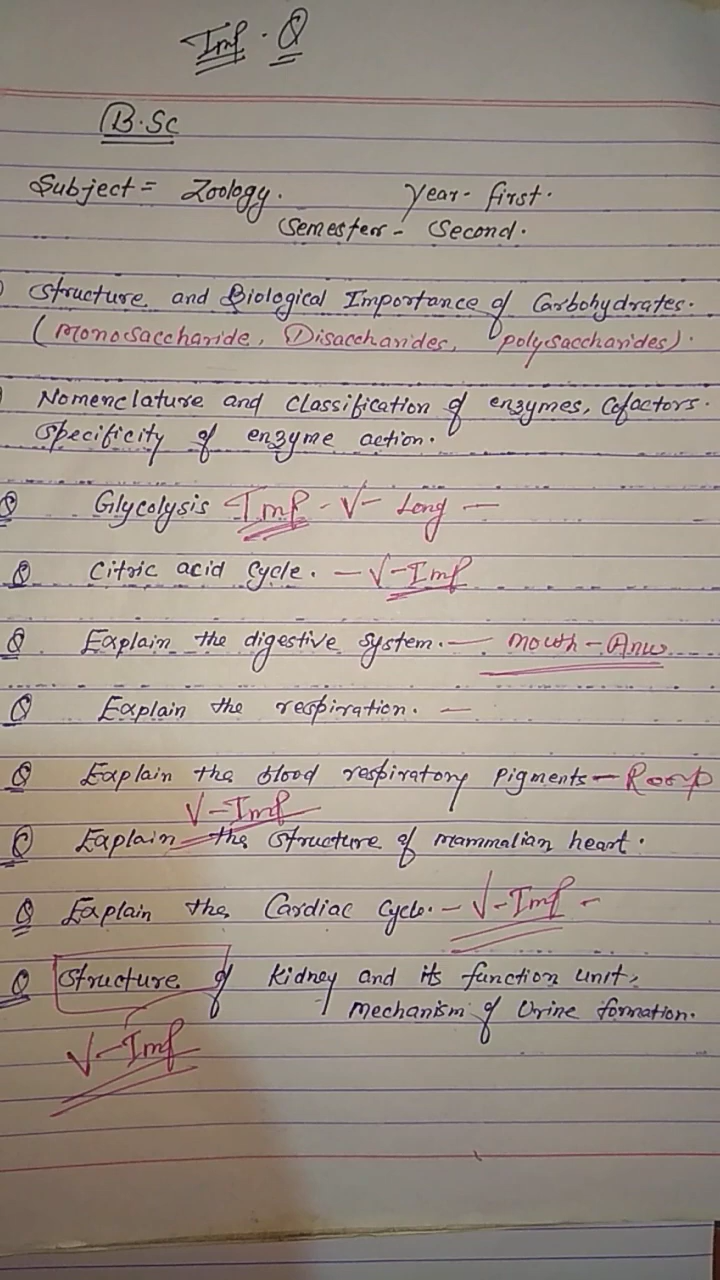 Imp. Q
B.Sc
Subject = Zoology. Year - first.
Semester - Second.
Structure and Biological Importance of Carbohydrates.
(Monosaccharide, Disaccharides, polysaccharides).
Nomenclature and classification of enzymes, Cofactors.
Specificity of enzyme action.
Q Glycolysis Imp - V - Long -
Q Citric acid Cycle. - V - Imp
Q Explain the digestive system. - mouth - Anus
Q Explain the respiration. -
Q Explain the blood respiratory Pigments -
V - Imp
Q Explain the structure of mammalian heart.
Q Explain the Cardiac Cycle. - V - Imp -
Q Structure of kidney and its function unit,
Mechanism of Urine formation.
V - Imp